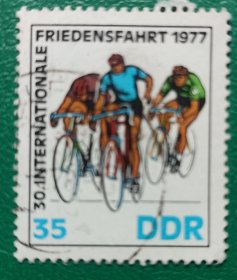 30.INTERNATIONALE
FRIEDENSFAHRT 1977
35 DDR